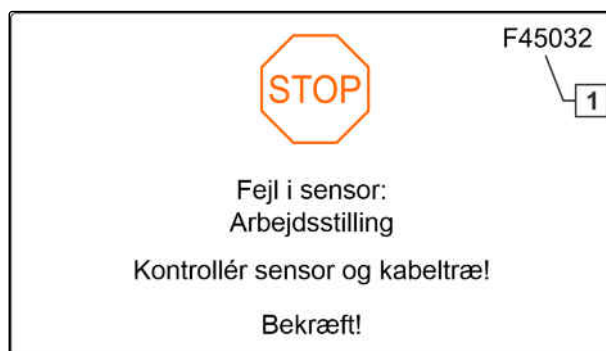 F45032
STOP
1
Fejl i sensor:
Arbejdsstilling
Kontrollér sensor og kabeltræ!
Bekræft!